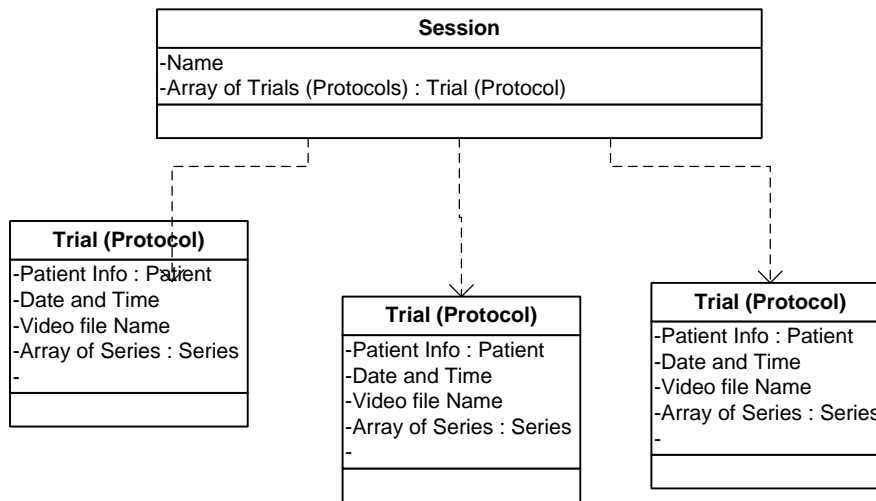 Session
-Name
-Array of Trials (Protocols) : Trial (Protocol)
Trial (Protocol)
-Patient Info : Patient
-Date and Time
-Video file Name
-Array of Series : Series
-
Trial (Protocol)
-Patient Info : Patient
-Date and Time
-Video file Name
-Array of Series : Series
-
Trial (Protocol)
-Patient Info : Patient
-Date and Time
-Video file Name
-Array of Series : Series
-